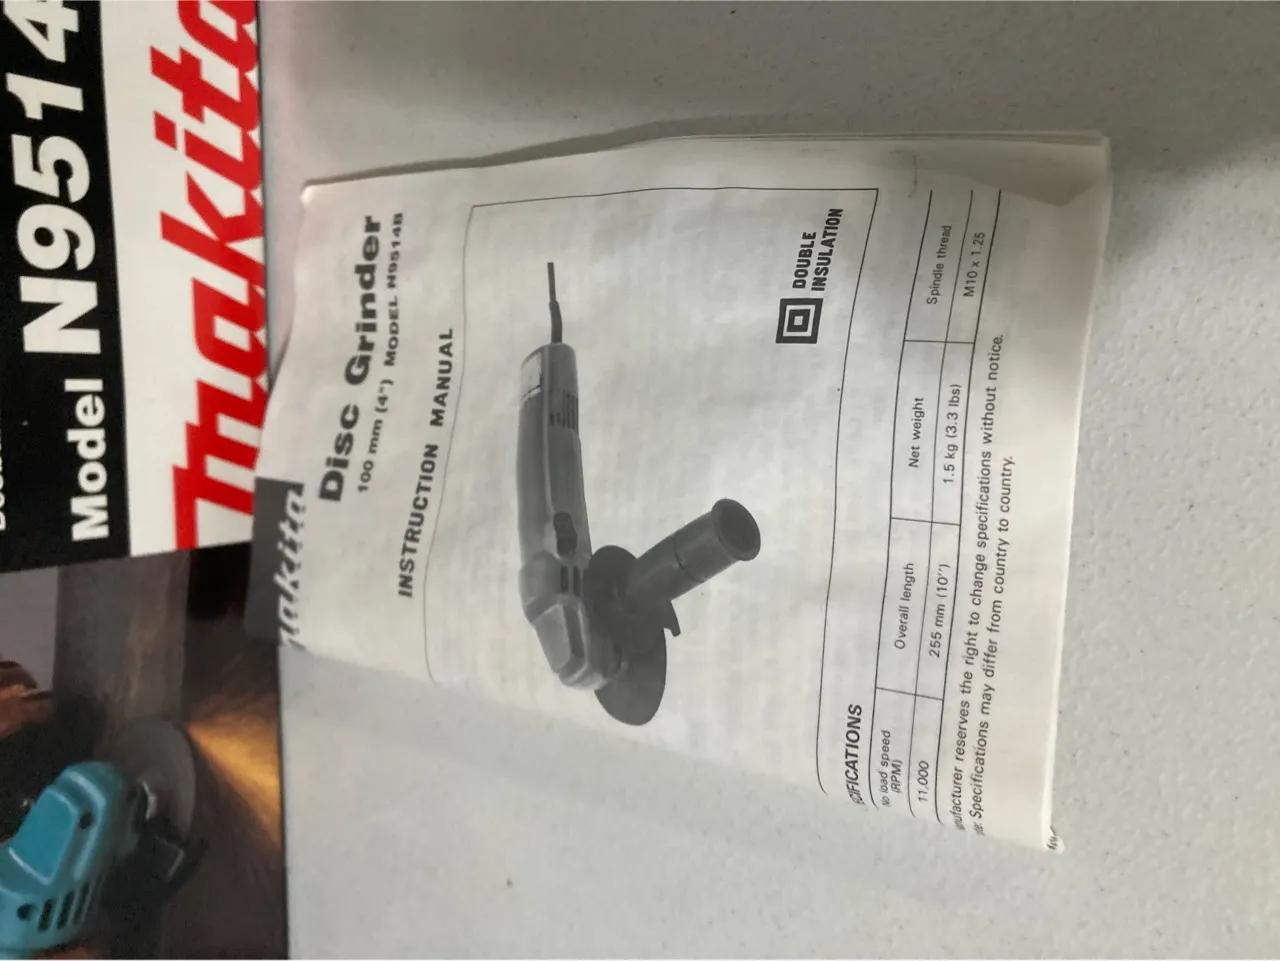 Model N9514
makita
makita
Disc Grinder
100 mm (4") MODEL N9514B
INSTRUCTION MANUAL
DOUBLE
INSULATION
No load speed
(RPM)
Overall length
Net weight
Spindle thread
11,000
255 mm (10")
1.5 kg (3.3 lbs)
M10 x 1.25
reserves the right to change specifications without notice.
Specifications may differ from country to country.